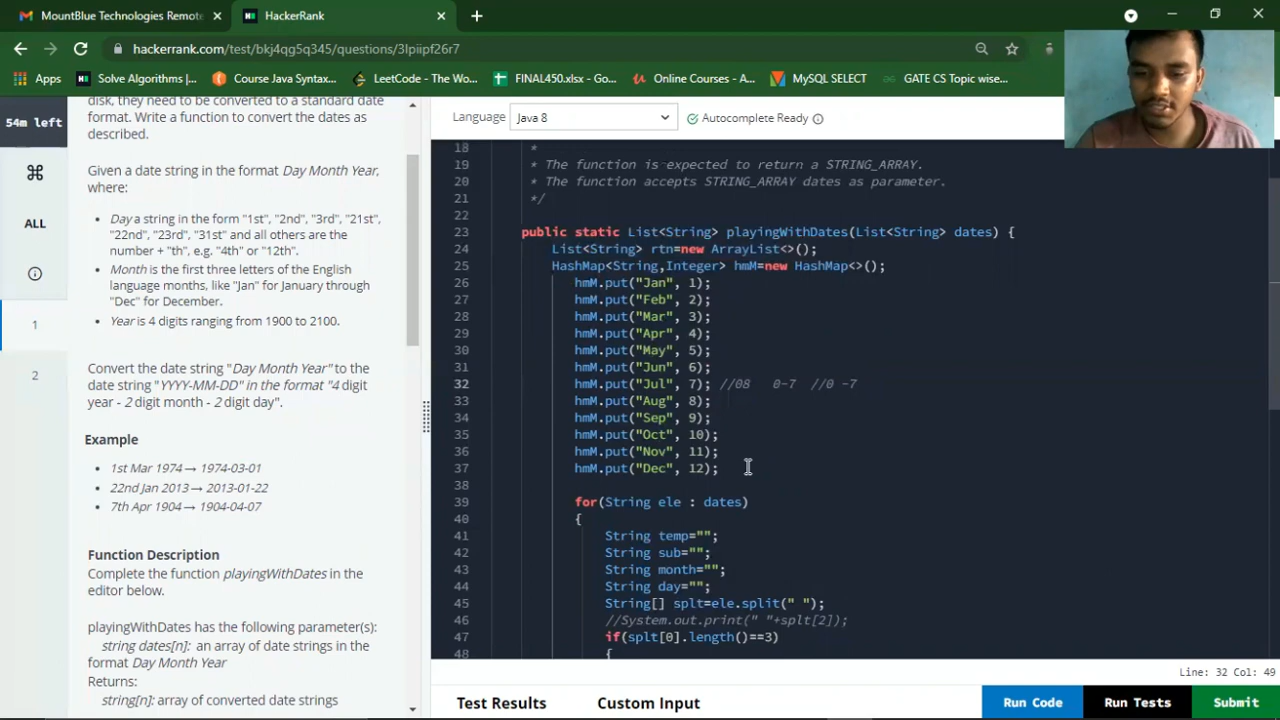 MountBlue Technologies Remote
HackerRank
hackerrank.com/test/bkj4qg5q345/questions/3lpiipf26r7
Apps
Solve Algorithms |...
Course Java Syntax...
LeetCode - The Wo...
FINAL450.xlsx - Go...
Online Courses - A...
MySQL SELECT
GATE CS Topic wise...
54m left
ALL
1
2
disk, they need to be converted to a standard date
format. Write a function to convert the dates as
described.
Given a date string in the format Day Month Year,
where:
• Day a string in the form "1st", "2nd", "3rd", "21st",
"22nd", "23rd", "31st" and all others are the
number + "th", e.g. "4th" or "12th".
• Month is the first three letters of the English
language months, like "Jan" for January through
"Dec" for December.
• Year is 4 digits ranging from 1900 to 2100.
Convert the date string "Day Month Year" to the
date string "YYYY-MM-DD" in the format "4 digit
year - 2 digit month - 2 digit day".
Example
• 1st Mar 1974 → 1974-03-01
• 22nd Jan 2013 → 2013-01-22
• 7th Apr 1904 → 1904-04-07
Function Description
Complete the function playingWithDates in the
editor below.
playingWithDates has the following parameter(s):
string dates[n]: an array of date strings in the
format Day Month Year
Returns:
string[n]: array of converted date strings
Language Java 8 Autocomplete Ready
18 *
19 * The function is expected to return a STRING_ARRAY.
20 * The function accepts STRING_ARRAY dates as parameter.
21 */
22
23 public static List<String> playingWithDates(List<String> dates) {
24 List<String> rtn=new ArrayList<>();
25 HashMap<String,Integer> hmM=new HashMap<>();
26 hmM.put("Jan", 1);
27 hmM.put("Feb", 2);
28 hmM.put("Mar", 3);
29 hmM.put("Apr", 4);
30 hmM.put("May", 5);
31 hmM.put("Jun", 6);
32 hmM.put("Jul", 7); //08 0-7 //0 -7
33 hmM.put("Aug", 8);
34 hmM.put("Sep", 9);
35 hmM.put("Oct", 10);
36 hmM.put("Nov", 11);
37 hmM.put("Dec", 12);
38
39 for(String ele : dates)
40 {
41 String temp="";
42 String sub="";
43 String month="";
44 String day="";
45 String[] splt=ele.split(" ");
46 //System.out.print(" "+splt[2]);
47 if(splt[0].length()==3)
48 {
Line: 32 Col: 49
Test Results
Custom Input
Run Code
Run Tests
Submit